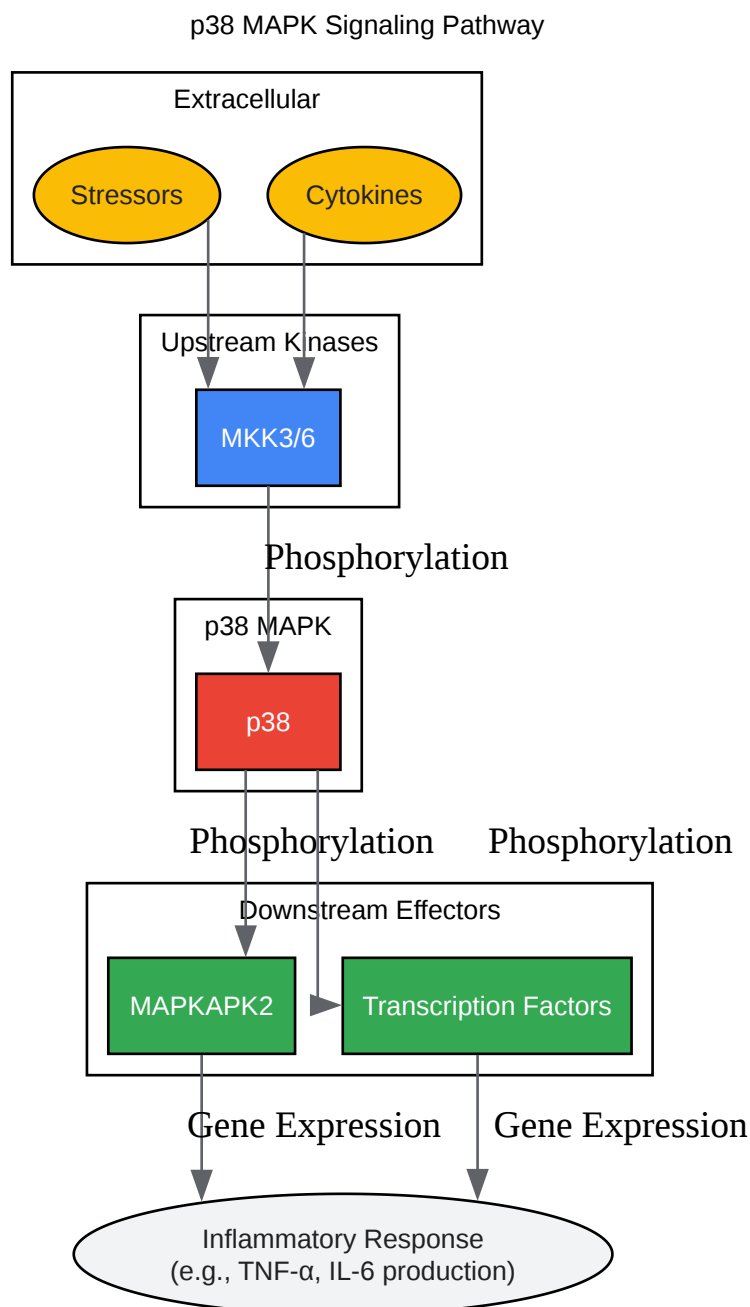 p38 MAPK Signaling Pathway
Extracellular
Stressors
Cytokines
Upstream Kinases
MKK3/6
Phosphorylation
p38 MAPK
p38
Phosphorylation
Phosphorylation
Downstream Effectors
MAPKAPK2
Transcription Factors
Gene Expression
Gene Expression
Inflammatory Response
(e.g., TNF-α, IL-6 production)